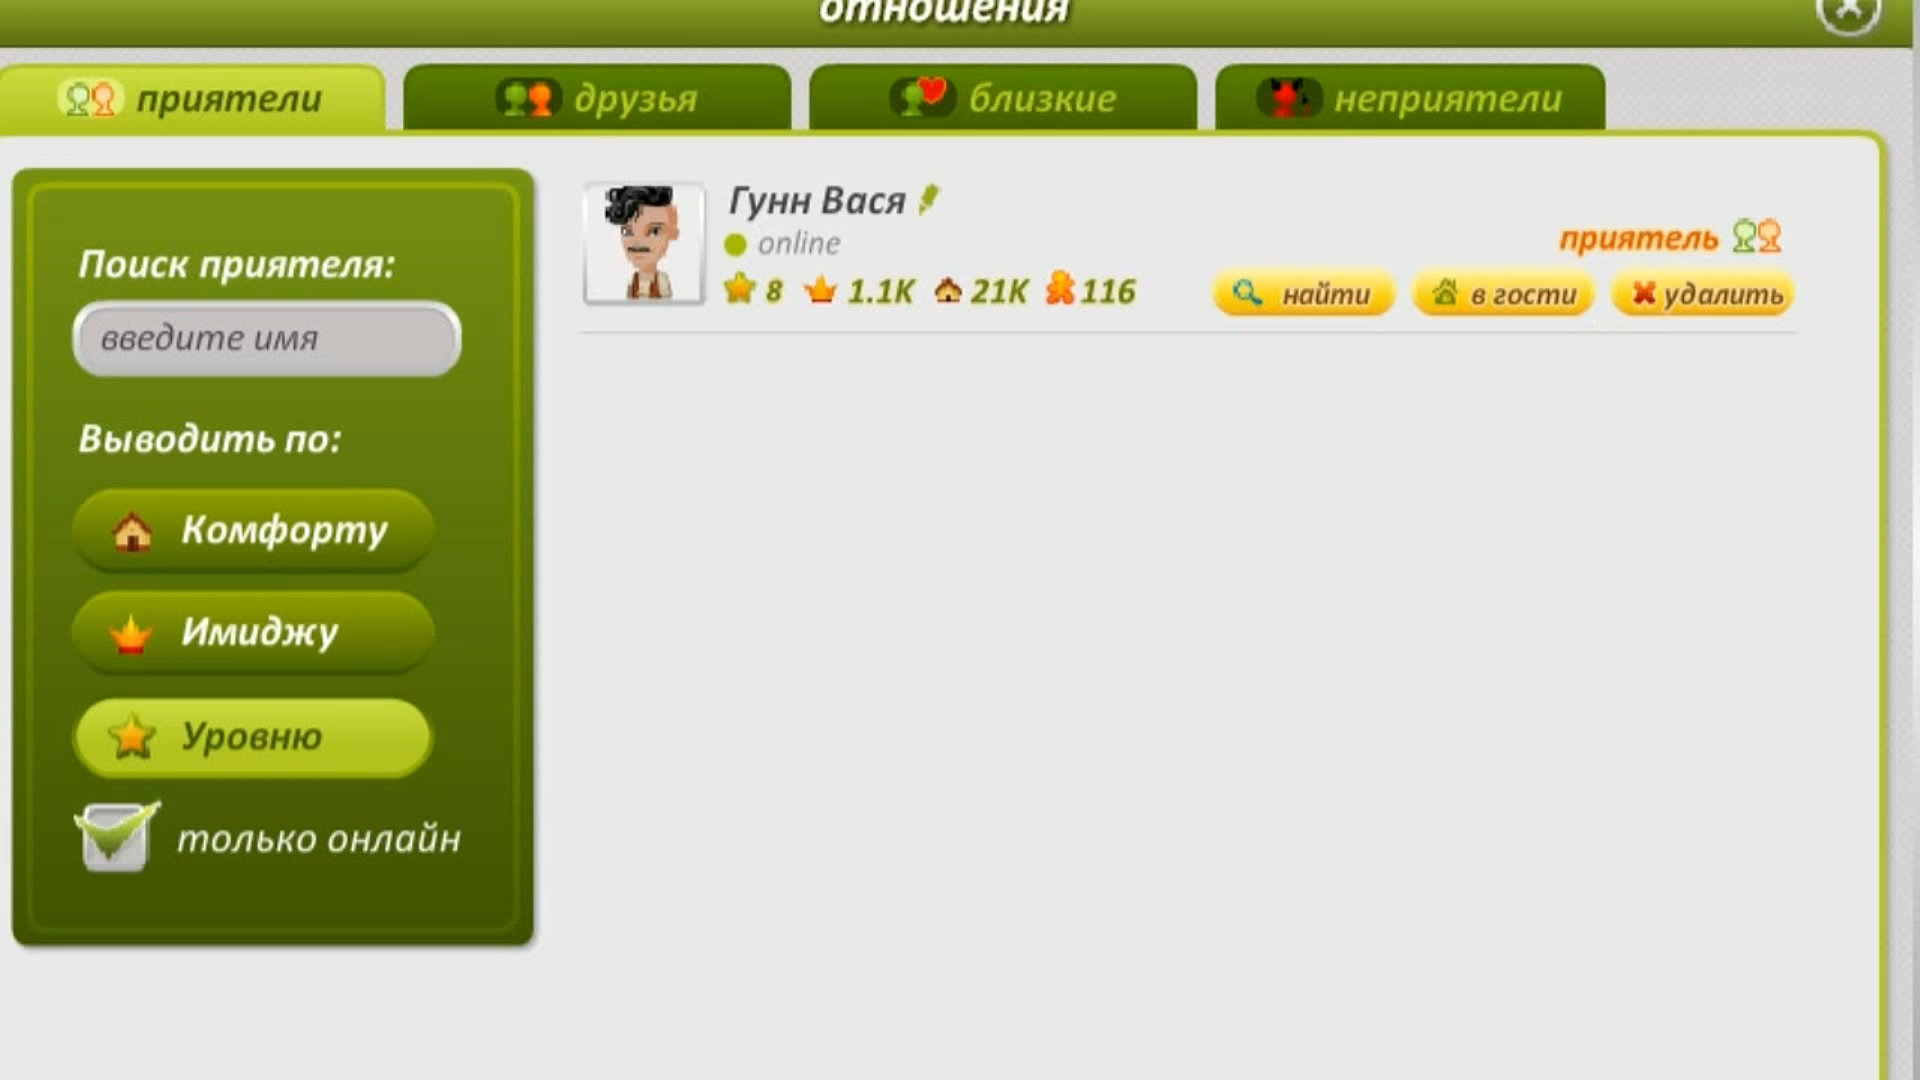 отношения
приятели
друзья
близкие
неприятели
Поиск приятеля:
введите имя
Выводить по:
Комфорту
Имиджу
Уровню
только онлайн
Гунн Вася
online
8 1.1K 21K 116
приятель
найти
в гости
удалить